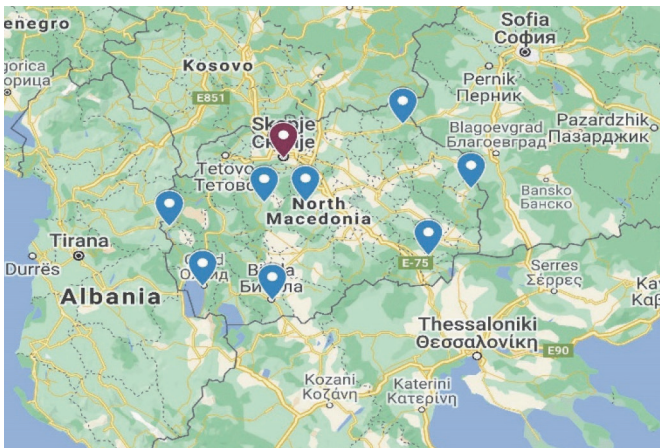 enegro
Sofia
София
Kosovo
Pernik
Перник
E851
Blagoevgrad
Благоевград
Pazardzhik
Пазарджик
Tetovo
Тетово
North
Macedonia
Bansko
Банско
Tirana
Durrës
E-75
Serres
Σέρρες
Albania
Thessaloniki
Θεσσαλονίκη
E90
Kozani
Κοζάνη
Katerini
Κατερίνη